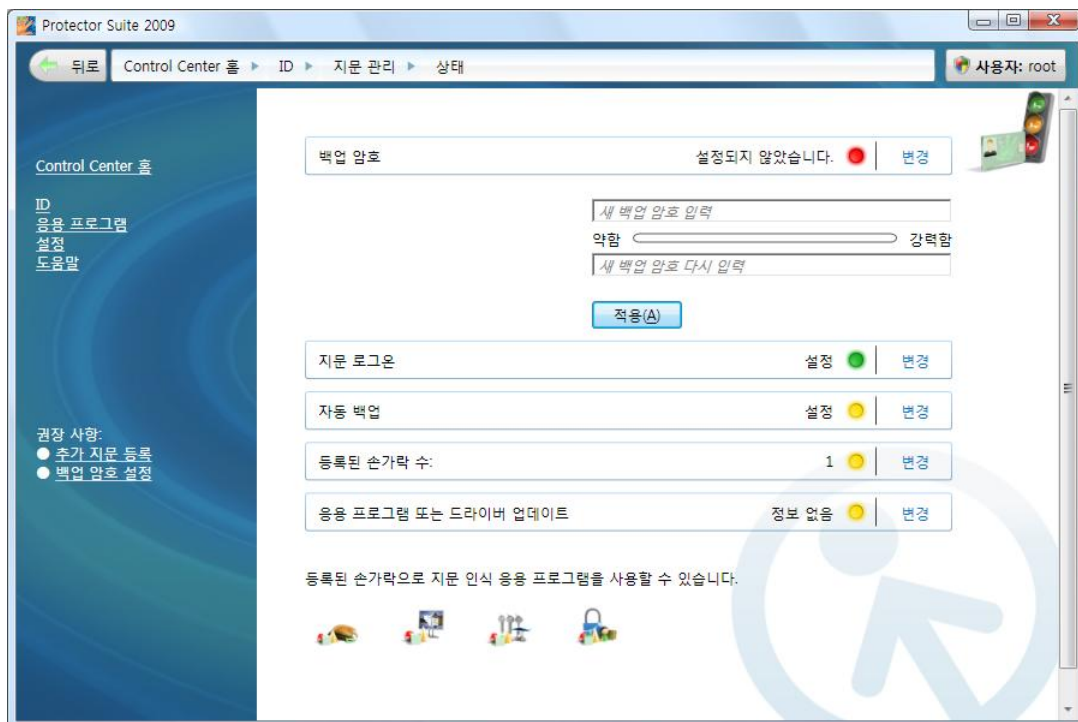 Protector Suite 2009
뒤로 Control Center 홈 ID 지문 관리 상태 사용자: root
Control Center 홈
ID
응용 프로그램
설정
도움말
권장 사항:
추가 지문 등록
백업 암호 설정
백업 암호 설정되지 않았습니다. 변경
새 백업 암호 입력
약함 강력함
새 백업 암호 다시 입력
적용(A)
지문 로그온 설정 변경
자동 백업 설정 변경
등록된 손가락 수: 1 변경
응용 프로그램 또는 드라이버 업데이트 정보 없음 변경
등록된 손가락으로 지문 인식 응용 프로그램을 사용할 수 있습니다.